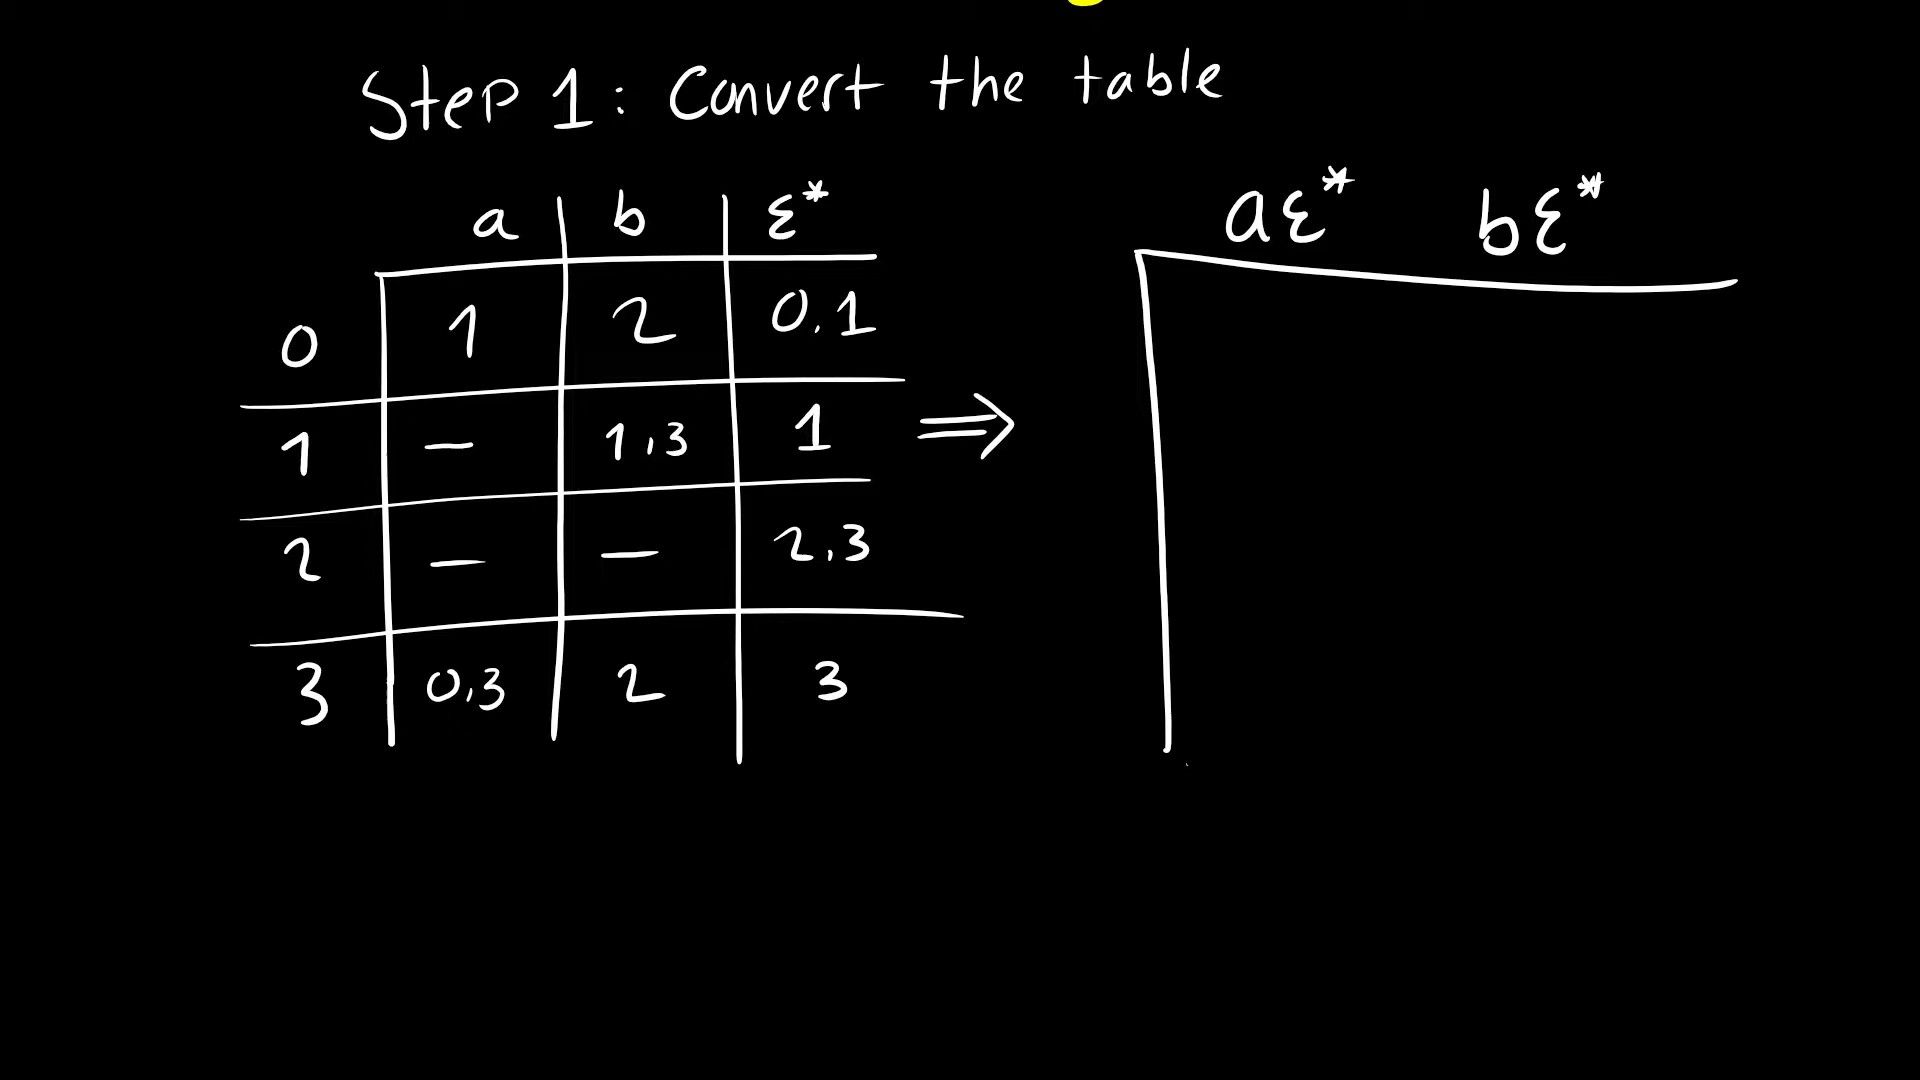 Step 1: Convert the table
a b ε*
aε* bε*
0 1 2 0,1
1 — 1,3 1
⇒
2 — — 2,3
3 0,3 2 3